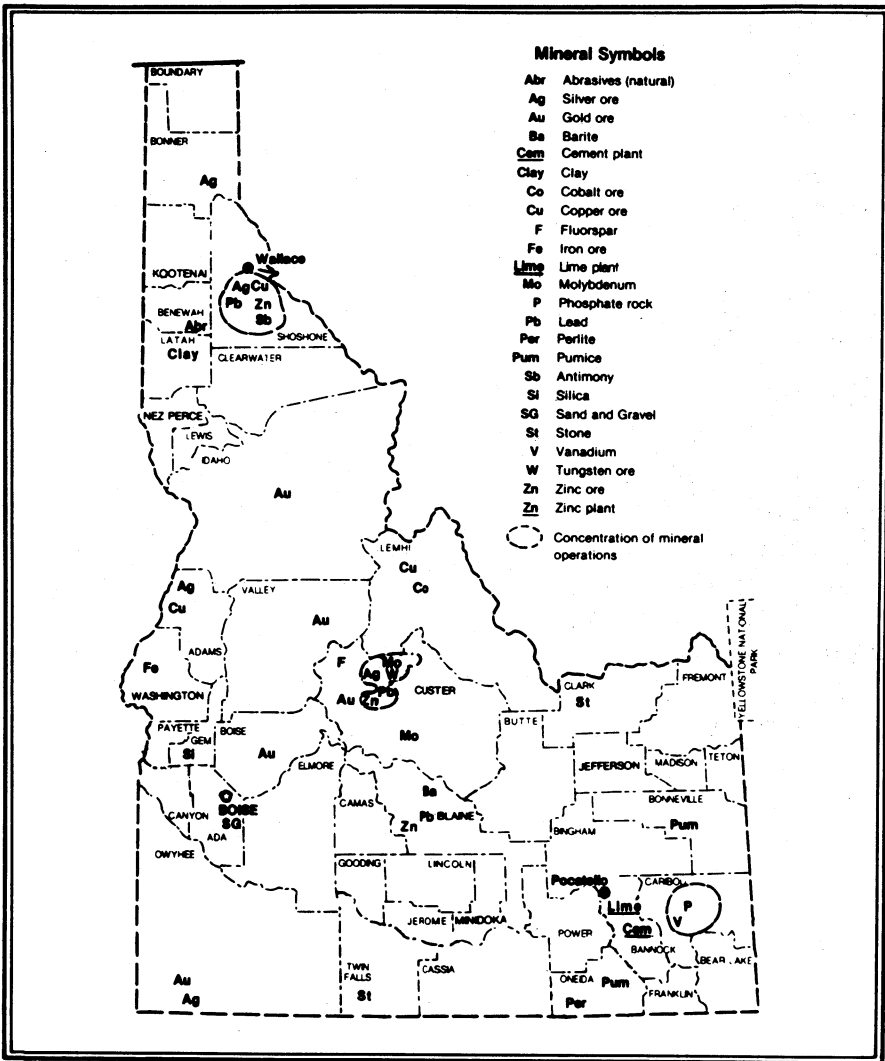 Mineral Symbols
Abr Abrasives (natural)
Ag Silver ore
Au Gold ore
Ba Barite
Cem Cement plant
Clay Clay
Co Cobalt ore
Cu Copper ore
F Fluorspar
Fe Iron ore
Lime Lime plant
Mo Molybdenum
P Phosphate rock
Pb Lead
Per Perlite
Pum Pumice
Sb Antimony
Si Silica
SG Sand and Gravel
St Stone
V Vanadium
W Tungsten ore
Zn Zinc ore
Zn Zinc plant
Concentration of mineral
operations
BOUNDARY
BONNER
Ag
Wallace
KOOTENAI
Ag Cu
Pb Zn
Sb
BENEWAH
Abr
SHOSHONE
LATAH
Clay
CLEARWATER
NEZ PERCE
LEWIS
IDAHO
Au
LEMHI
Cu
Co
Ag
Cu
VALLEY
Au
ADAMS
Fe
WASHINGTON
F
Mo
Ag W
Pb
Zn
Au
CUSTER
Mo
YELLOWSTONE NATIONAL
PARK
CLARK
St
FREMONT
PAYETTE
GEM
Si
BOISE
Au
ELMORE
BUTTE
JEFFERSON
MADISON
TETON
BONNEVILLE
BOISE
SG
CANYON
ADA
OWYHEE
CAMAS
Ba
Pb BLAINE
Zn
BINGHAM
Pum
GOODING
LINCOLN
JEROME
MINIDOKA
Pocatello
CARIBOU
Lime
P
V
Cem
POWER
BANNOCK
BEAR LAKE
TWIN
FALLS
St
CASSIA
ONEIDA
Pum
FRANKLIN
Per
Au
Ag